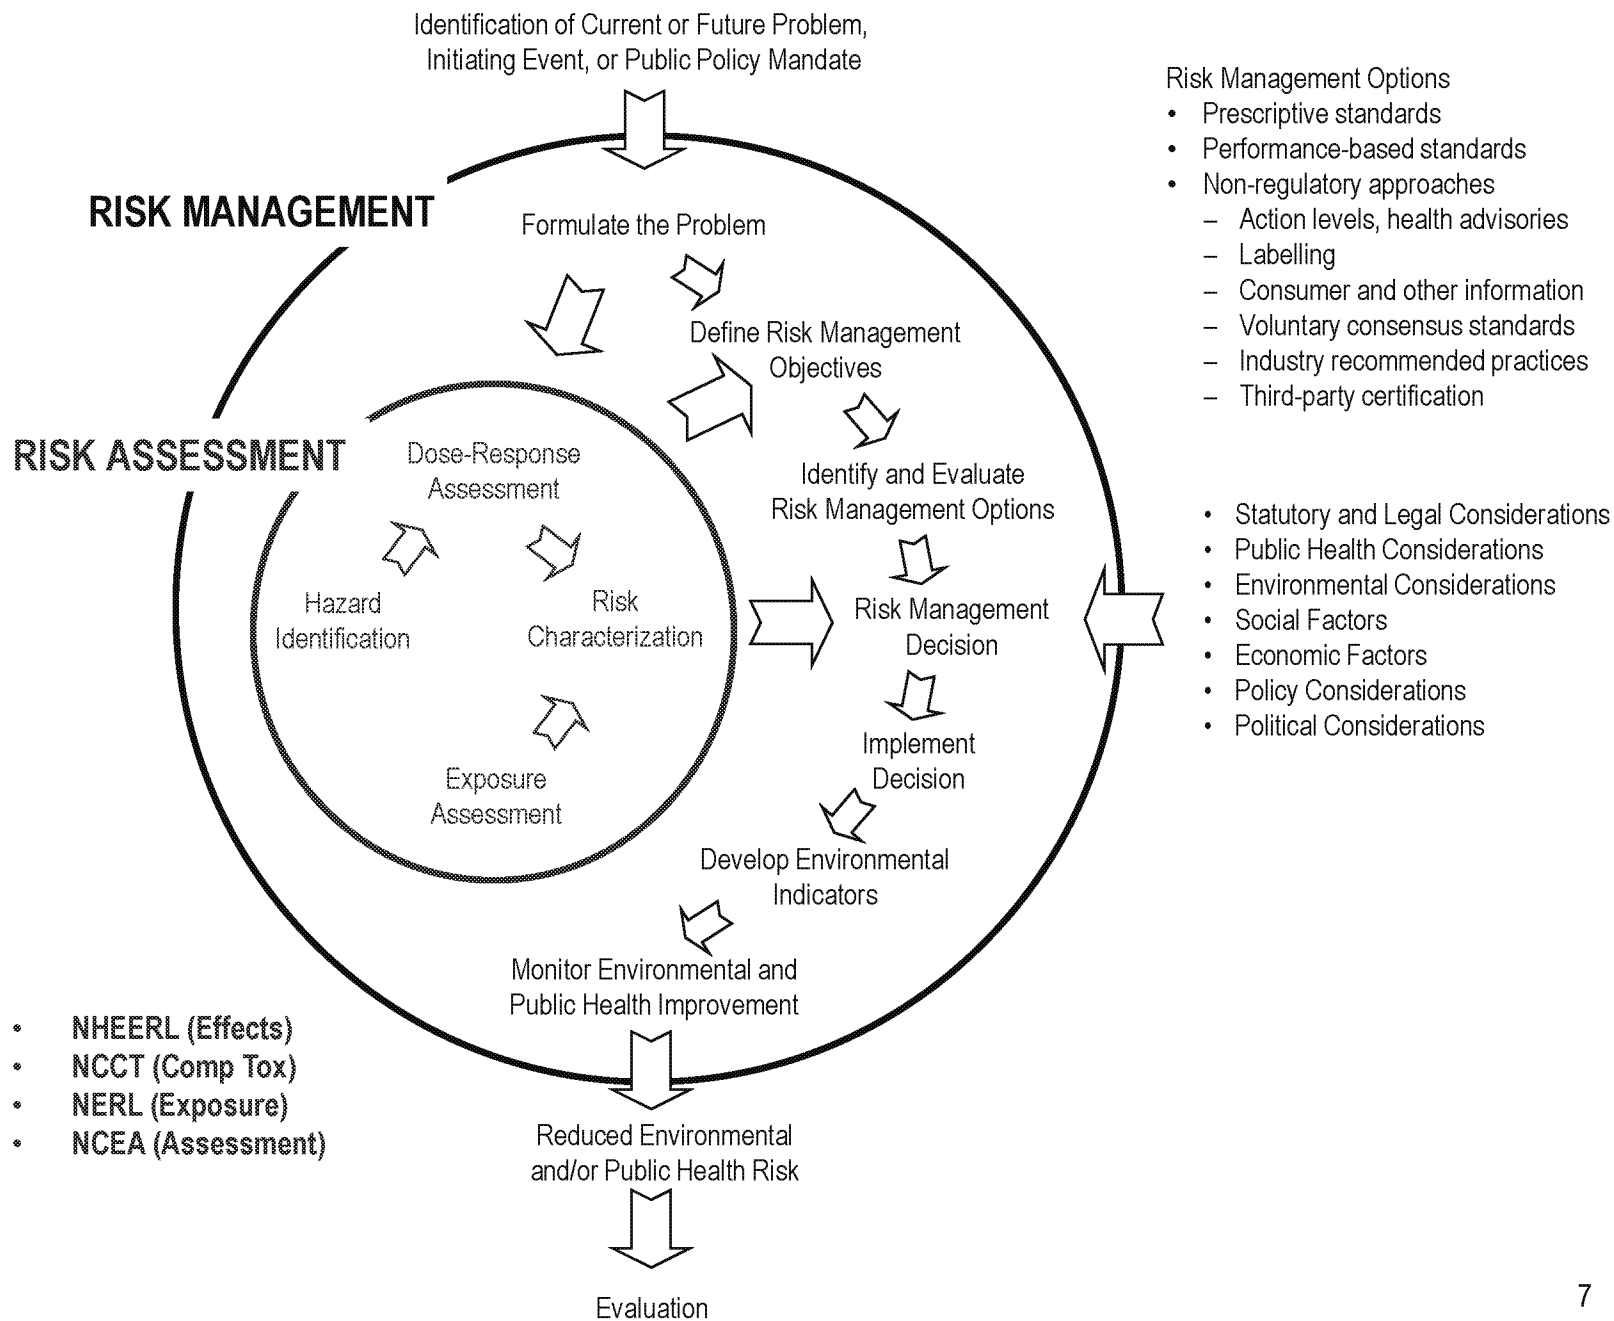 Identification of Current or Future Problem,
Initiating Event, or Public Policy Mandate
RISK MANAGEMENT
Formulate the Problem
Define Risk Management
Objectives
Identify and Evaluate
Risk Management Options
Risk Management
Decision
Implement
Decision
Develop Environmental
Indicators
Monitor Environmental and
Public Health Improvement
Reduced Environmental
and/or Public Health Risk
Evaluation
RISK ASSESSMENT
Dose-Response
Assessment
Hazard
Identification
Risk
Characterization
Exposure
Assessment
Risk Management Options
• Prescriptive standards
• Performance-based standards
• Non-regulatory approaches
– Action levels, health advisories
– Labelling
– Consumer and other information
– Voluntary consensus standards
– Industry recommended practices
– Third-party certification
• Statutory and Legal Considerations
• Public Health Considerations
• Environmental Considerations
• Social Factors
• Economic Factors
• Policy Considerations
• Political Considerations
• NHEERL (Effects)
• NCCT (Comp Tox)
• NERL (Exposure)
• NCEA (Assessment)
7